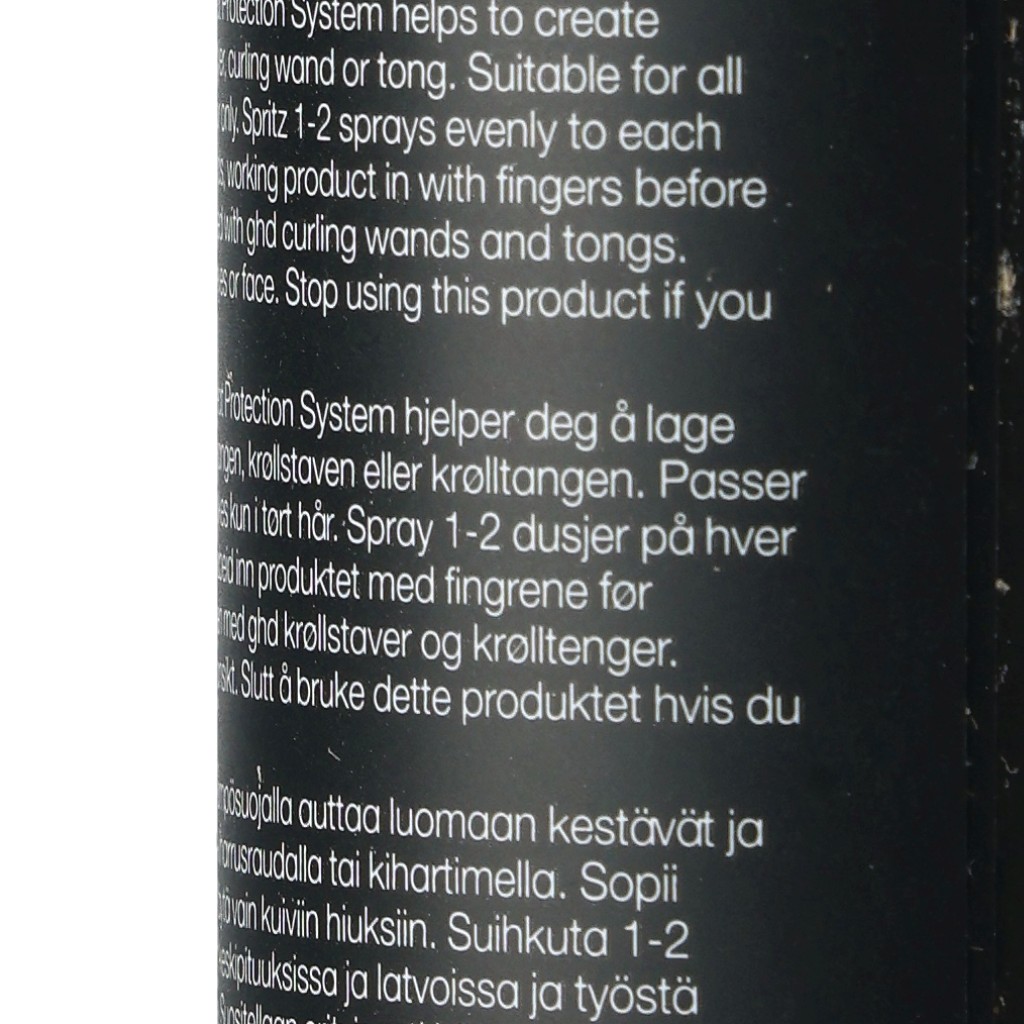 Protection System helps to create
curling wand or tong. Suitable for all
only. Spritz 1-2 sprays evenly to each
working product in with fingers before
with ghd curling wands and tongs.
or face. Stop using this product if you
Protection System hjelper deg å lage
krøllstaven eller krølltangen. Passer
kun i tørt hår. Spray 1-2 dusjer på hver
inn produktet med fingrene før
med ghd krøllstaver og krølltenger.
Slutt å bruke dette produktet hvis du
auttaa luomaan kestävät ja
tai kihartimella. Sopii
vain kuiviin hiuksiin. Suihkuta 1-2
ja latvoissa ja työstä